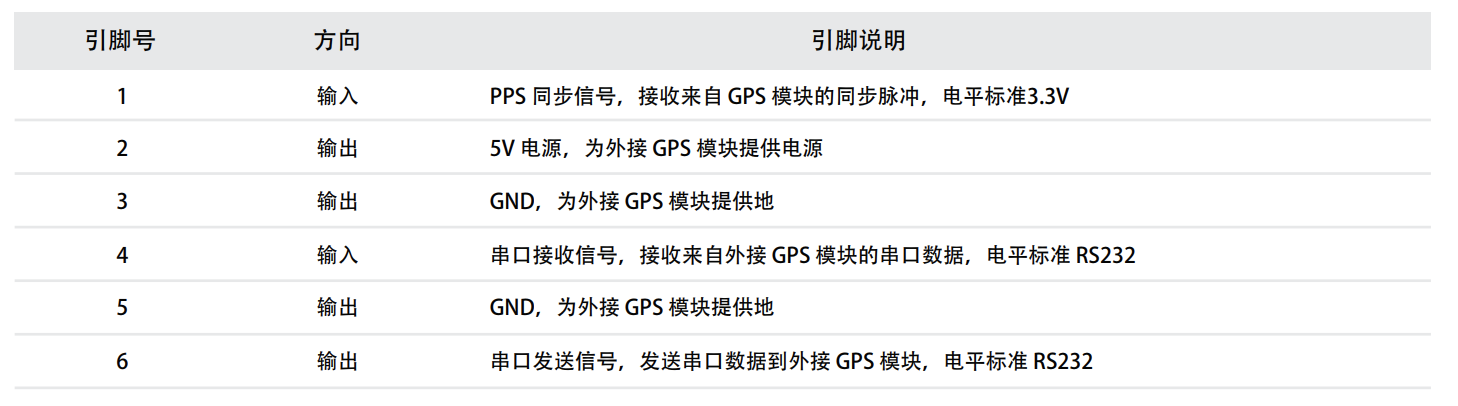 引脚号 方向 引脚说明
1 输入 PPS 同步信号，接收来自 GPS 模块的同步脉冲，电平标准3.3V
2 输出 5V 电源，为外接 GPS 模块提供电源
3 输出 GND，为外接 GPS 模块提供地
4 输入 串口接收信号，接收来自外接 GPS 模块的串口数据，电平标准 RS232
5 输出 GND，为外接 GPS 模块提供地
6 输出 串口发送信号，发送串口数据到外接 GPS 模块，电平标准 RS232